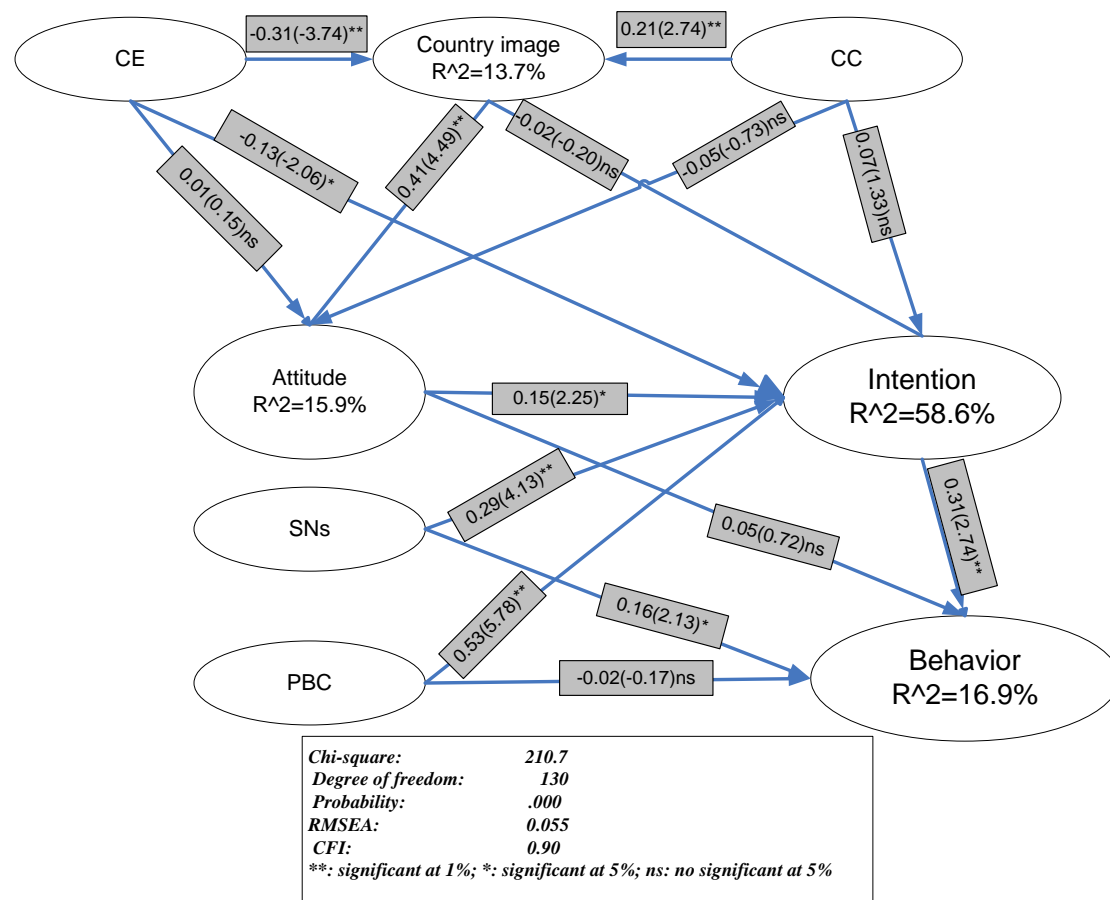 -0.31(-3.74)**
0.21(2.74)**
CE
Country image
R^2=13.7%
CC
-0.13(-2.06)*
0.01(0.15)ns
0.41(4.49)**
-0.02(-0.20)ns
-0.05(-0.73)ns
0.07(1.33)ns
Attitude
R^2=15.9%
0.15(2.25)*
Intention
R^2=58.6%
SNs
0.29(4.13)**
0.05(0.72)ns
0.31(2.74)**
0.53(5.78)**
0.16(2.13)*
PBC
-0.02(-0.17)ns
Behavior
R^2=16.9%
Chi-square: 210.7
Degree of freedom: 130
Probability: .000
RMSEA: 0.055
CFI: 0.90
**: significant at 1%; *: significant at 5%; ns: no significant at 5%